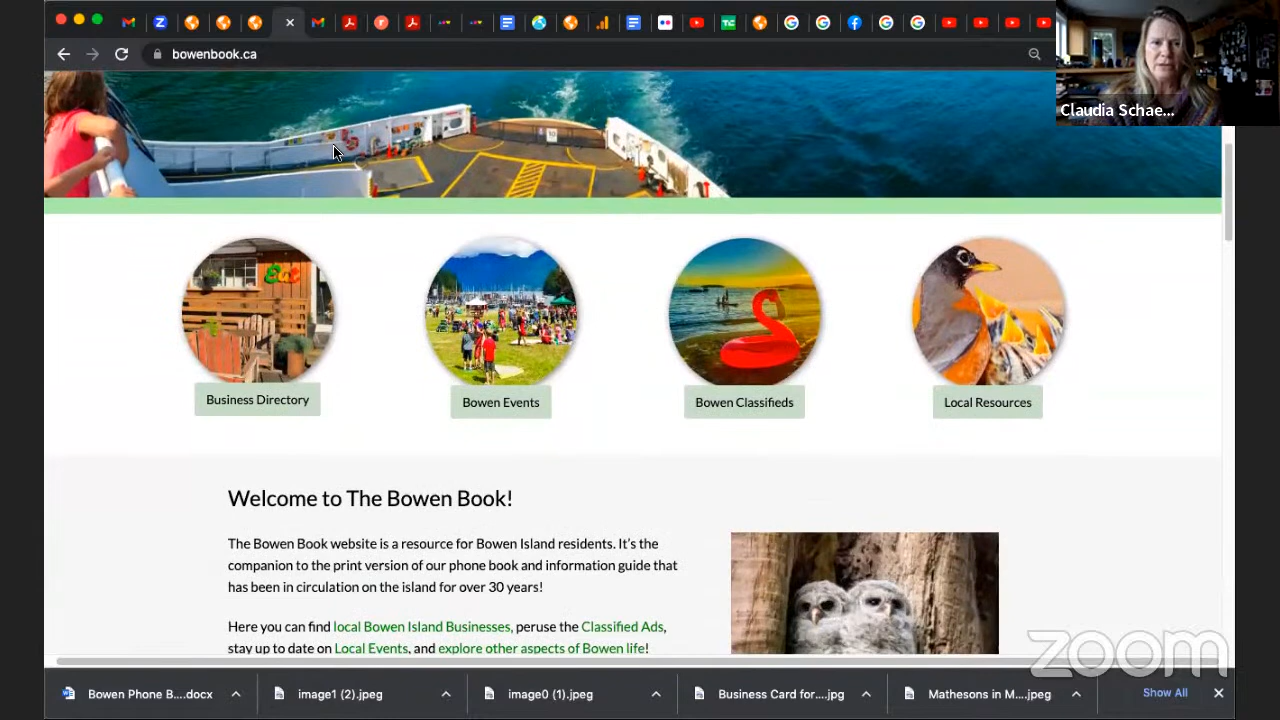 bowenbook.ca
Claudia Schae...
10
Business Directory
Bowen Events
Bowen Classifieds
Local Resources
Welcome to The Bowen Book!
The Bowen Book website is a resource for Bowen Island residents. It's the
companion to the print version of our phone book and information guide that
has been in circulation on the island for over 30 years!
Here you can find local Bowen Island Businesses, peruse the Classified Ads,
stay up to date on Local Events, and explore other aspects of Bowen life!
zoom
Bowen Phone B....docx
image1 (2).jpeg
image0 (1).jpeg
Business Card for....jpg
Mathesons in M....jpeg
Show All